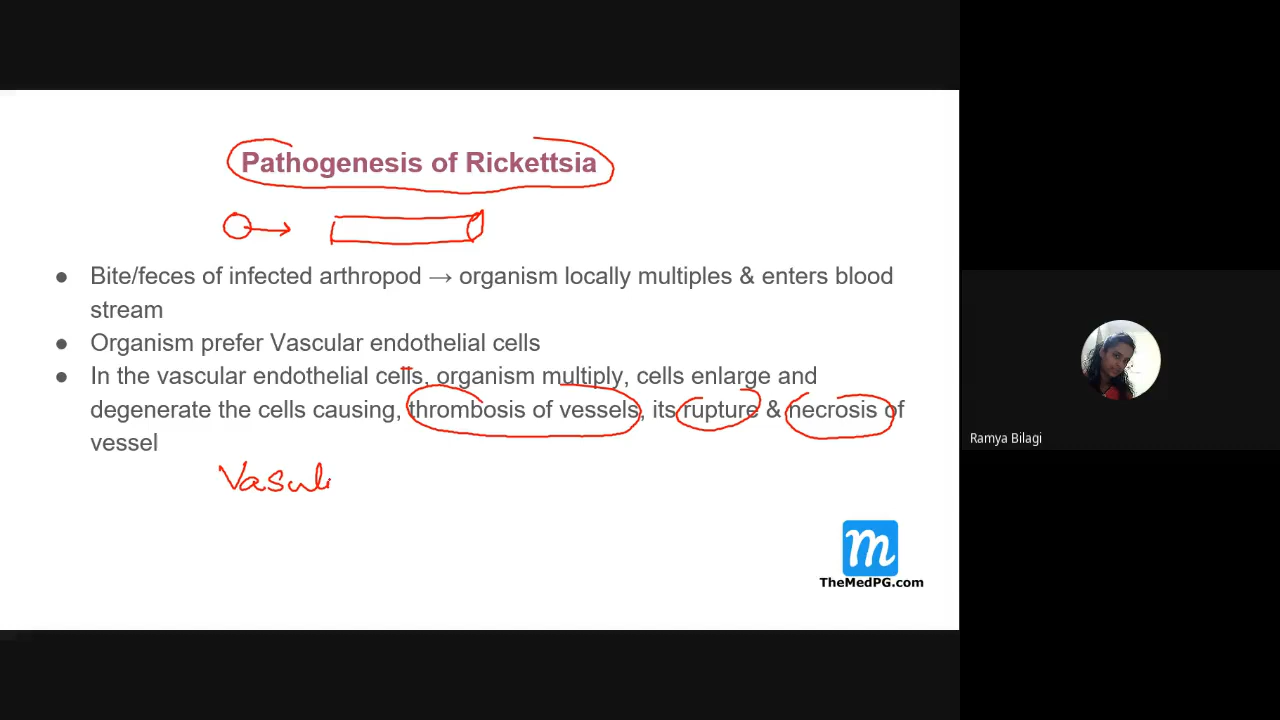 Pathogenesis of Rickettsia
● Bite/feces of infected arthropod → organism locally multiples & enters blood
stream
● Organism prefer Vascular endothelial cells
● In the vascular endothelial cells, organism multiply, cells enlarge and
degenerate the cells causing, thrombosis of vessels, its rupture & necrosis of
vessel
Vasuli
m
TheMedPG.com
Ramya Bilagi